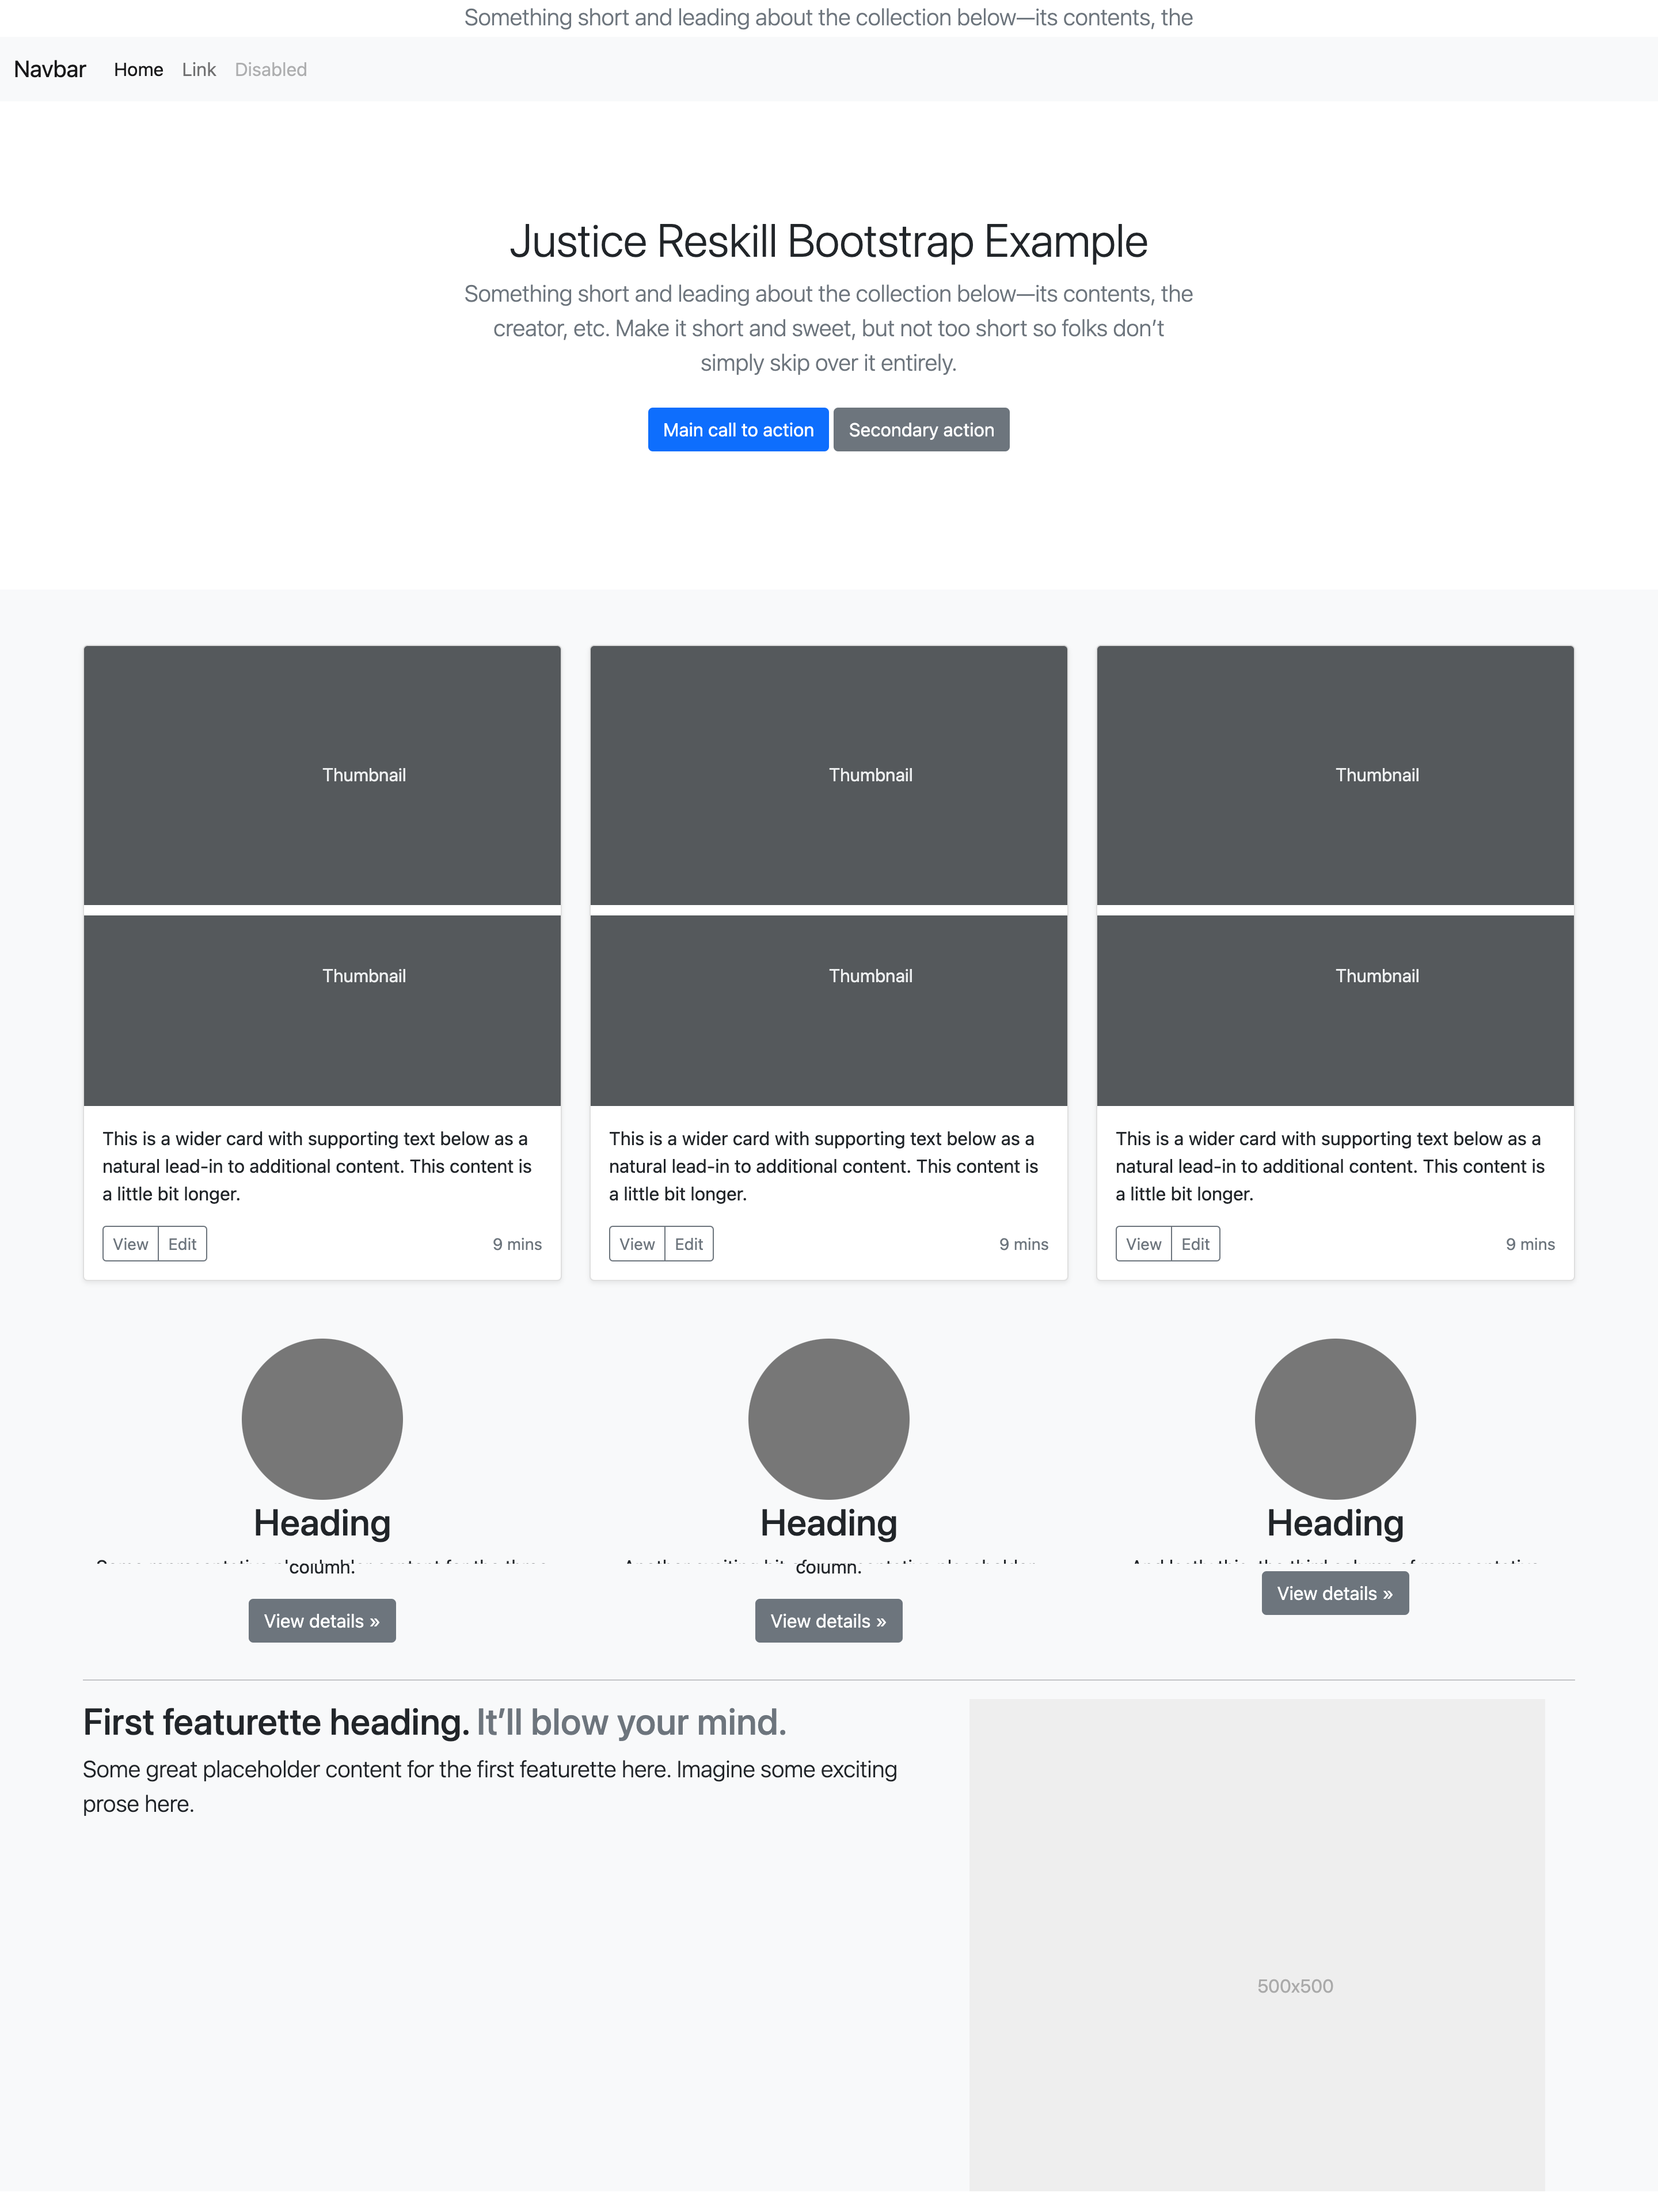 Something short and leading about the collection below—its contents, the
Navbar Home Link Disabled
Justice Reskill Bootstrap Example
Something short and leading about the collection below—its contents, the
creator, etc. Make it short and sweet, but not too short so folks don’t
simply skip over it entirely.
Main call to action Secondary action
Thumbnail Thumbnail Thumbnail
Thumbnail Thumbnail Thumbnail
This is a wider card with supporting text below as a
natural lead-in to additional content. This content is
a little bit longer.
View Edit 9 mins
This is a wider card with supporting text below as a
natural lead-in to additional content. This content is
a little bit longer.
View Edit 9 mins
This is a wider card with supporting text below as a
natural lead-in to additional content. This content is
a little bit longer.
View Edit 9 mins
Heading
column.
View details »
Heading
column.
View details »
Heading
View details »
First featurette heading. It’ll blow your mind.
Some great placeholder content for the first featurette here. Imagine some exciting
prose here.
500x500